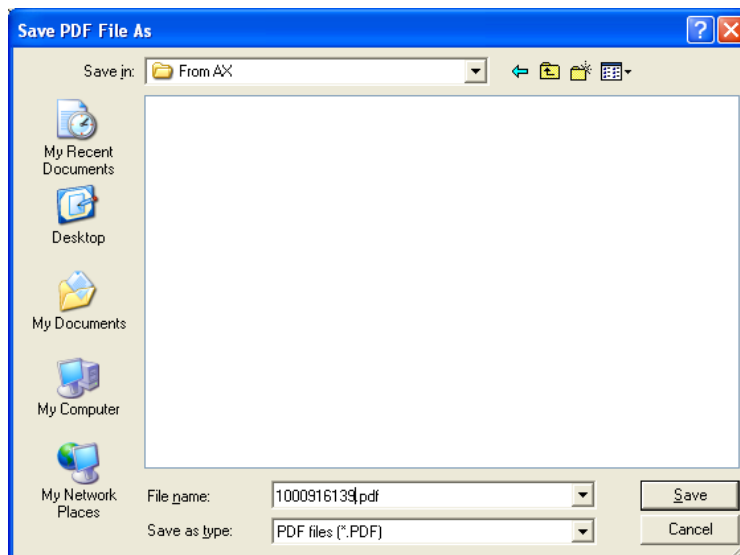 Save PDF File As
Save in: From AX
My Recent
Documents
Desktop
My Documents
My Computer
My Network
Places
File name: 1000916139.pdf Save
Save as type: PDF files (*.PDF) Cancel